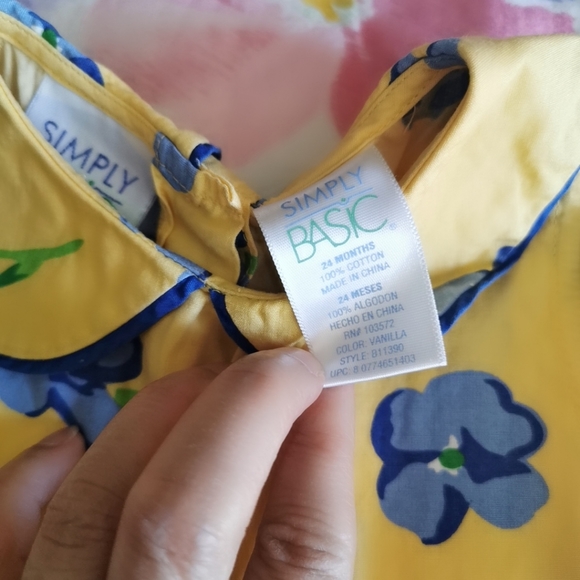 SIMPLY
SIMPLY
BASIC
24 MONTHS
100% COTTON
MADE IN CHINA
24 MESES
100% ALGODON
HECHO EN CHINA
RN# 103572
COLOR: VANILLA
STYLE: B11390
UPC: # 0774651403